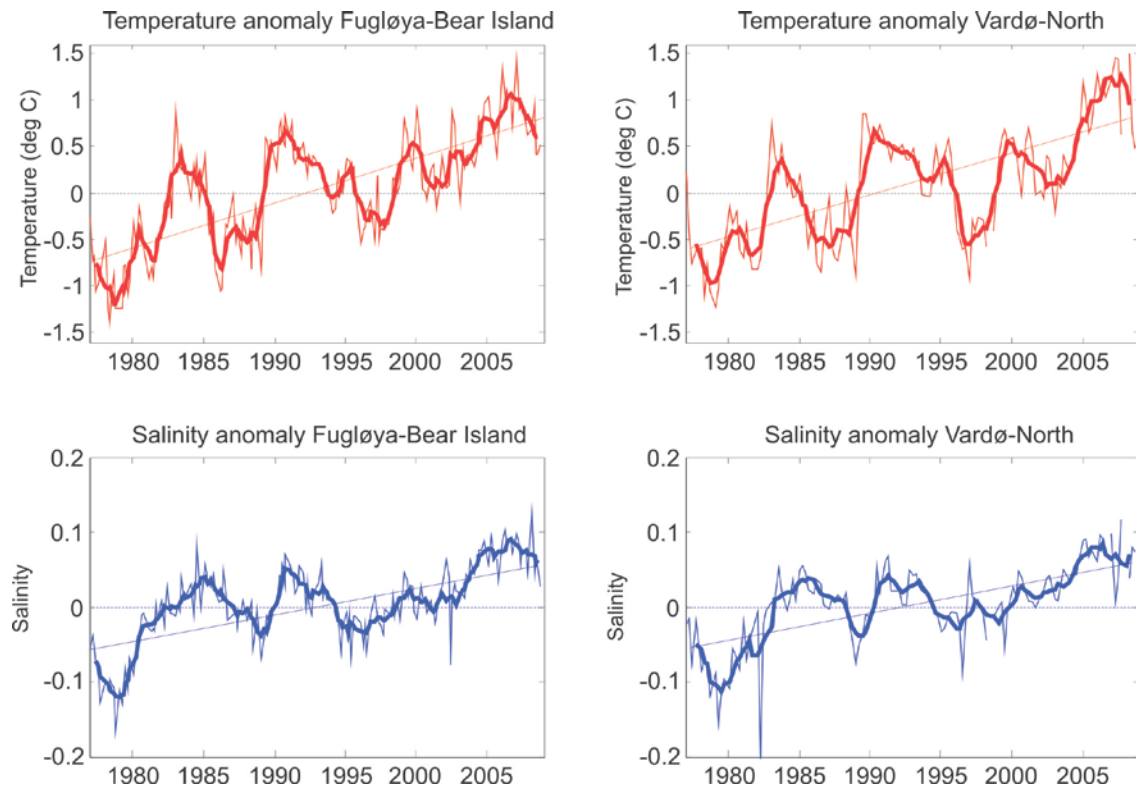 Temperature anomaly Fugløya-Bear Island
Temperature (deg C)
1.5
1
0.5
0
-0.5
-1
-1.5
1980 1985 1990 1995 2000 2005
Temperature anomaly Vardø-North
Temperature (deg C)
1.5
1
0.5
0
-0.5
-1
-1.5
1980 1985 1990 1995 2000 2005
Salinity anomaly Fugløya-Bear Island
Salinity
0.2
0.1
0
-0.1
-0.2
1980 1985 1990 1995 2000 2005
Salinity anomaly Vardø-North
Salinity
0.2
0.1
0
-0.1
-0.2
1980 1985 1990 1995 2000 2005